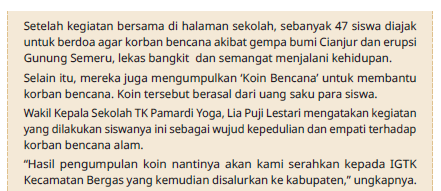 Setelah kegiatan bersama di halaman sekolah, sebanyak 47 siswa diajak
untuk berdoa agar korban bencana akibat gempa bumi Cianjur dan erupsi
Gunung Semeru, lekas bangkit dan semangat menjalani kehidupan.
Selain itu, mereka juga mengumpulkan ‘Koin Bencana’ untuk membantu
korban bencana. Koin tersebut berasal dari uang saku para siswa.
Wakil Kepala Sekolah TK Pamardi Yoga, Lia Puji Lestari mengatakan kegiatan
yang dilakukan siswanya ini sebagai wujud kepedulian dan empati terhadap
korban bencana alam.
“Hasil pengumpulan koin nantinya akan kami serahkan kepada IGTK
Kecamatan Bergas yang kemudian disalurkan ke kabupaten,” ungkapnya.